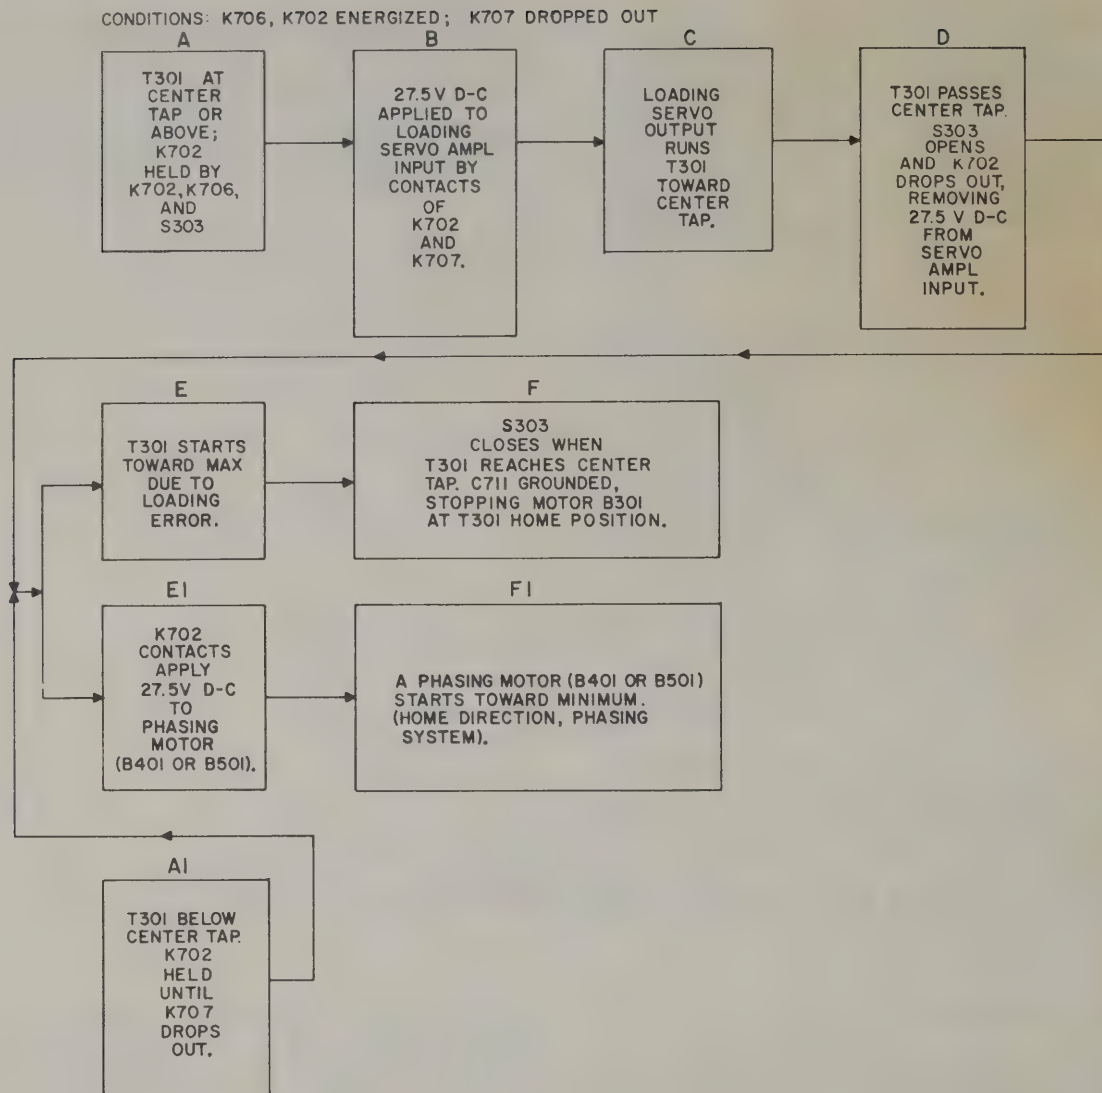 CONDITIONS: K706, K702 ENERGIZED; K707 DROPPED OUT
A
T301 AT
CENTER
TAP OR
ABOVE;
K702
HELD BY
K702, K706,
AND
S303
B
27.5V D-C
APPLIED TO
LOADING
SERVO AMPL
INPUT BY
CONTACTS
OF
K702
AND
K707.
C
LOADING
SERVO
OUTPUT
RUNS
T301
TOWARD
CENTER
TAP.
D
T301 PASSES
CENTER TAP.
S303
OPENS
AND K702
DROPS OUT,
REMOVING
27.5 V D-C
FROM
SERVO
AMPL
INPUT.
E
T301 STARTS
TOWARD MAX
DUE TO
LOADING
ERROR.
F
S303
CLOSES WHEN
T301 REACHES CENTER
TAP. C711 GROUNDED,
STOPPING MOTOR B301
AT T301 HOME POSITION.
E1
K702
CONTACTS
APPLY
27.5V D-C
TO
PHASING
MOTOR
(B401 OR B501).
F1
A PHASING MOTOR (B401 OR B501)
STARTS TOWARD MINIMUM.
(HOME DIRECTION, PHASING
SYSTEM).
A1
T301 BELOW
CENTER TAP.
K702
HELD
UNTIL
K707
DROPS
OUT.